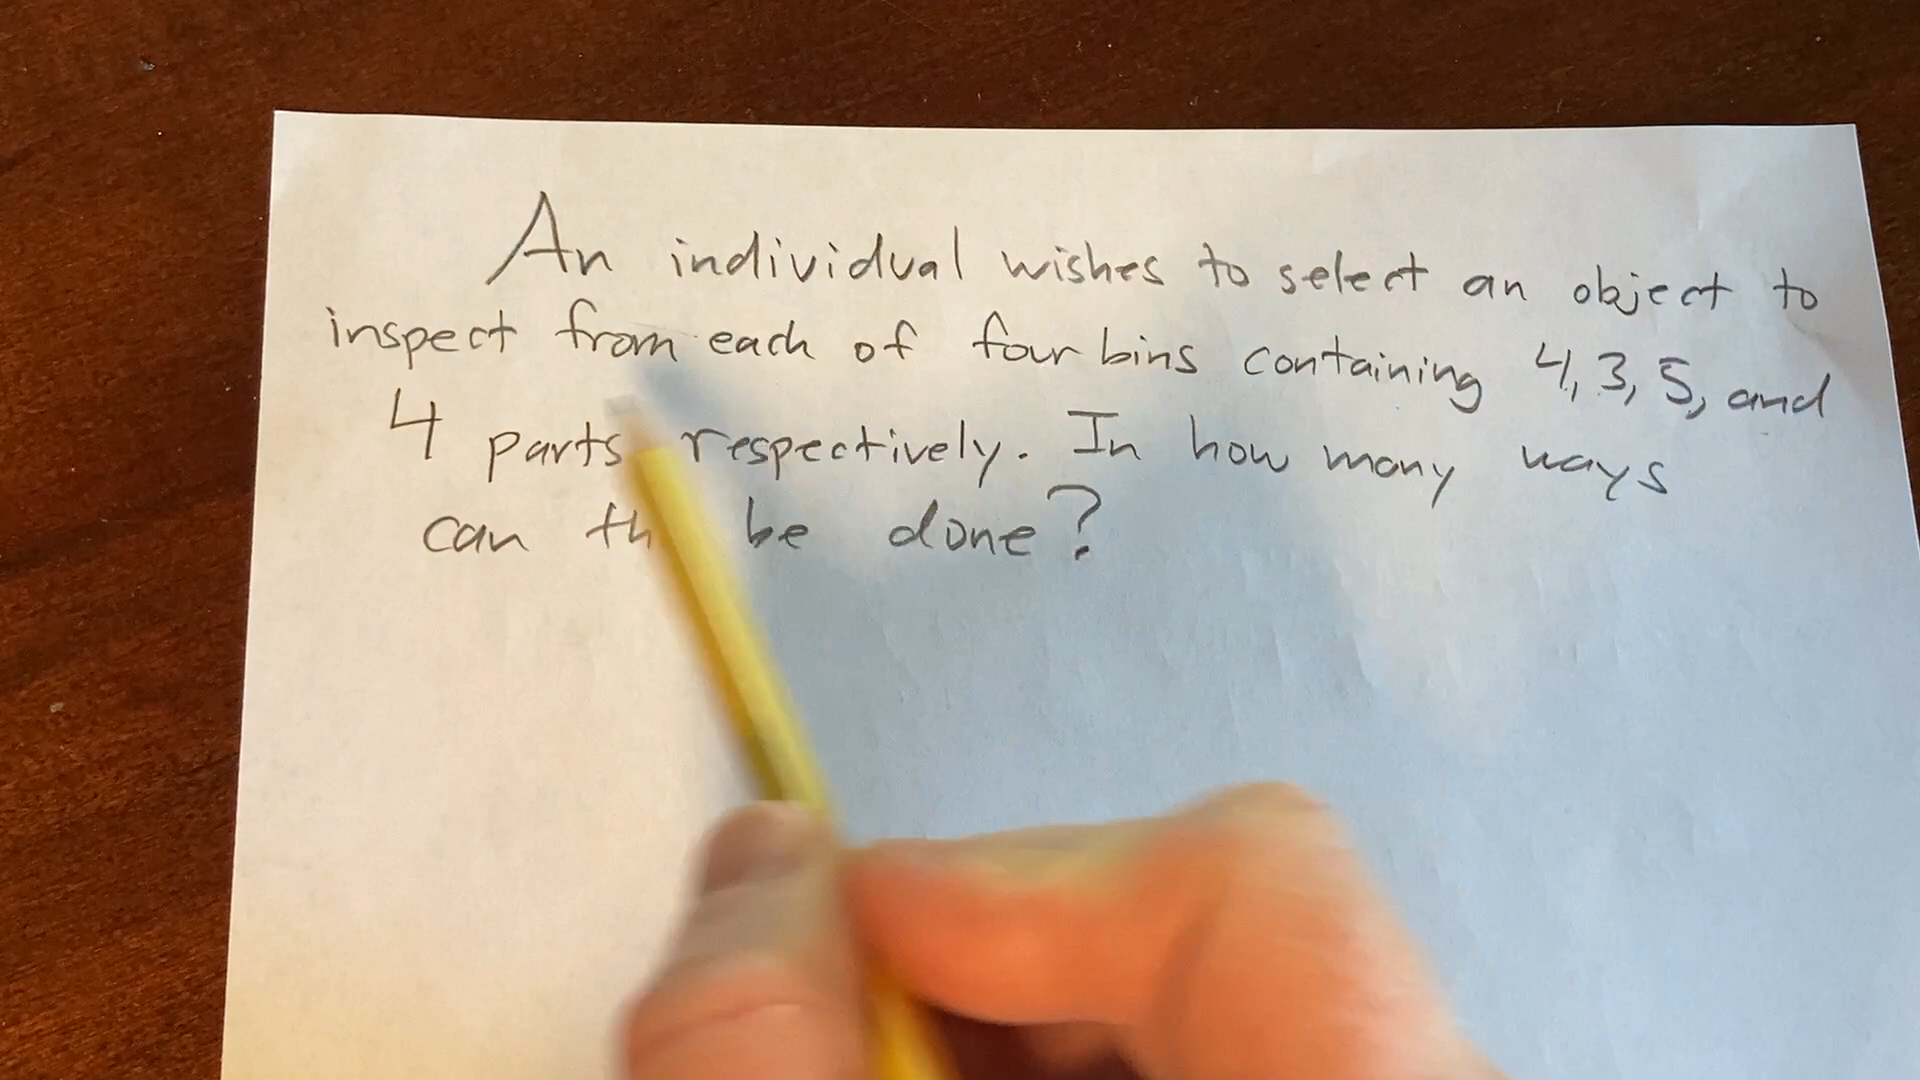 An individual wishes to select an object to
inspect from each of four bins containing 4, 3, 5, and
4 parts respectively. In how many ways
can be done?